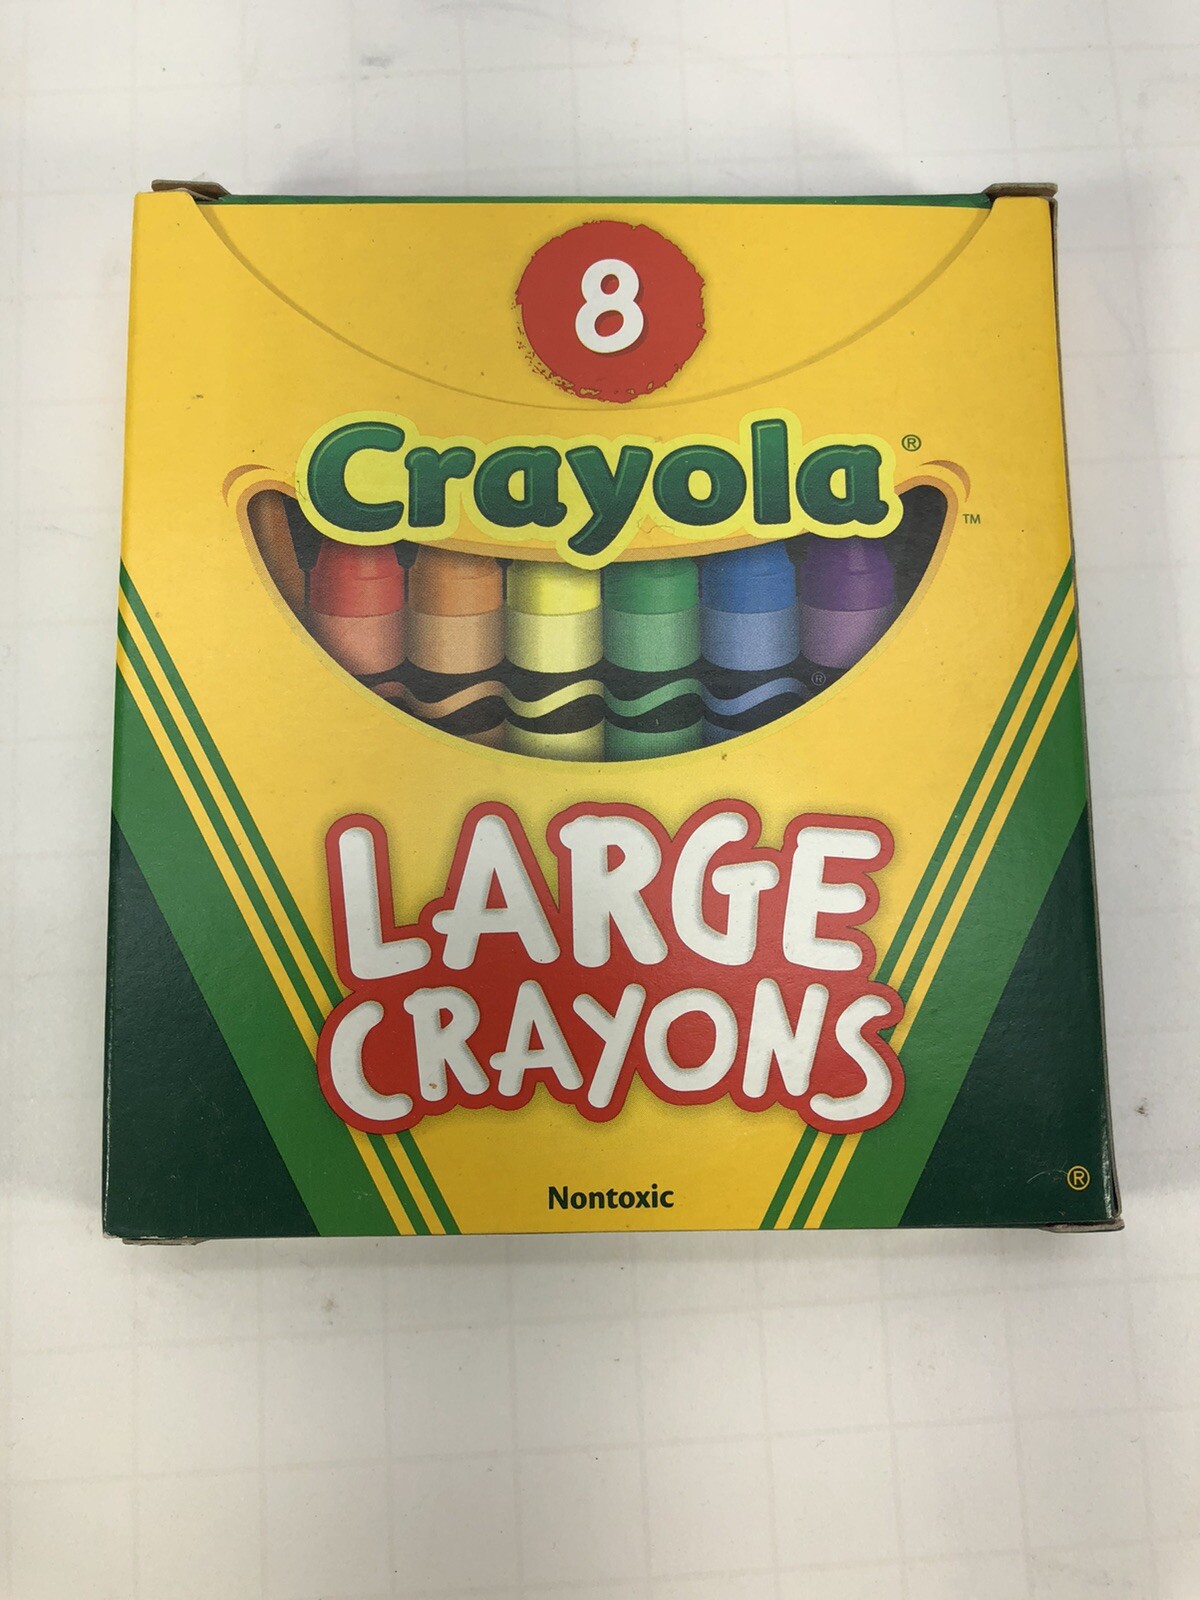 8
Crayola®
™
®
LARGE
CRAYONS
Nontoxic
®